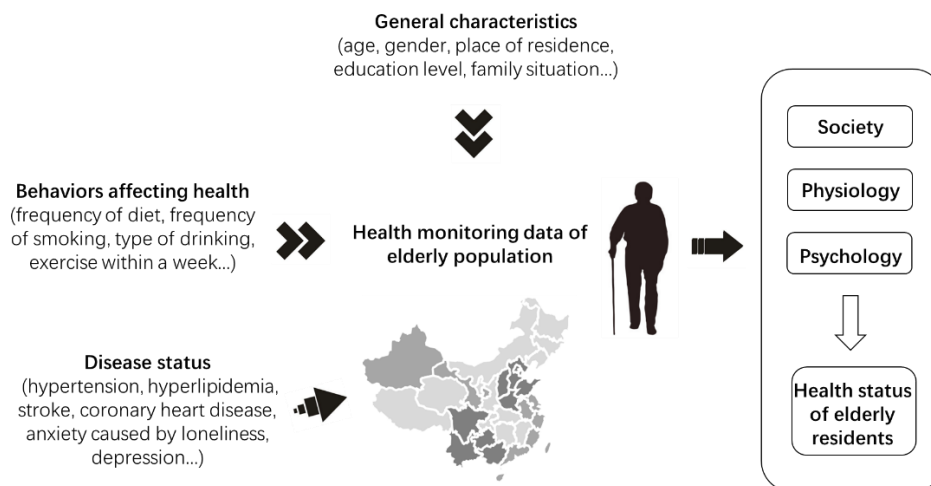 General characteristics
(age, gender, place of residence,
education level, family situation...)
Behaviors affecting health
(frequency of diet, frequency
of smoking, type of drinking,
exercise within a week...)
Health monitoring data of
elderly population
Disease status
(hypertension, hyperlipidemia,
stroke, coronary heart disease,
anxiety caused by loneliness,
depression...)
Society
Physiology
Psychology
Health status
of elderly
residents